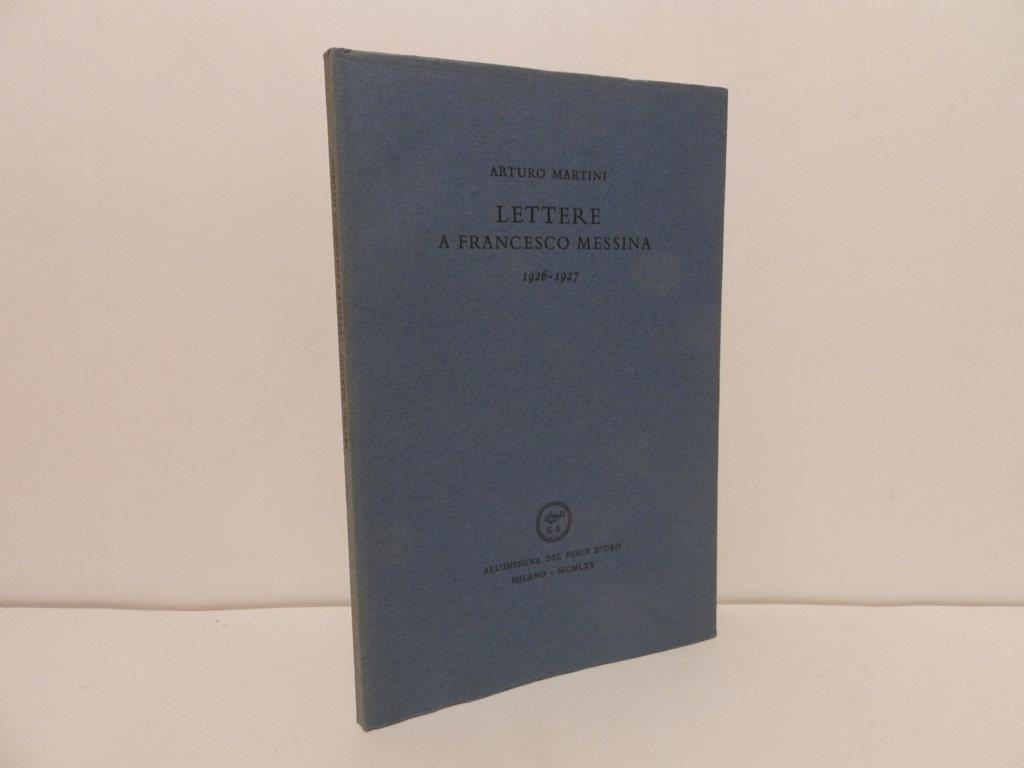 ARTURO MARTINI
LETTERE
A FRANCESCO MESSINA
1926-1927
ALL'INSEGNA DEL PESCE D'ORO
MILANO - MCMLXV